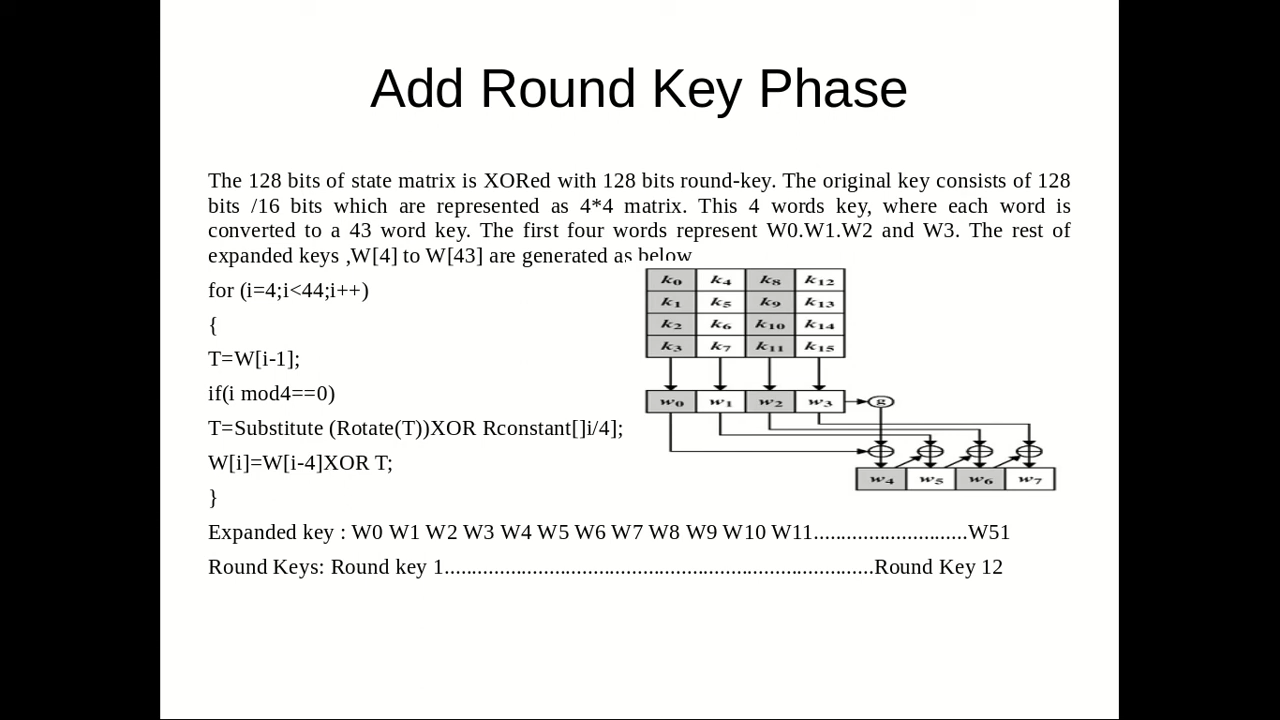 Add Round Key Phase
The 128 bits of state matrix is XORed with 128 bits round-key. The original key consists of 128
bits /16 bits which are represented as 4*4 matrix. This 4 words key, where each word is
converted to a 43 word key. The first four words represent W0.W1.W2 and W3. The rest of
expanded keys ,W[4] to W[43] are generated as below
for (i=4;i<44;i++)
{
T=W[i-1];
if(i mod4==0)
T=Substitute (Rotate(T))XOR Rconstant[]i/4];
W[i]=W[i-4]XOR T;
}
k0 k4 k8 k12
k1 k5 k9 k13
k2 k6 k10 k14
k3 k7 k11 k15
w0 w1 w2 w3 g
w4 w5 w6 w7
Expanded key : W0 W1 W2 W3 W4 W5 W6 W7 W8 W9 W10 W11............................W51
Round Keys: Round key 1..............................................................................Round Key 12